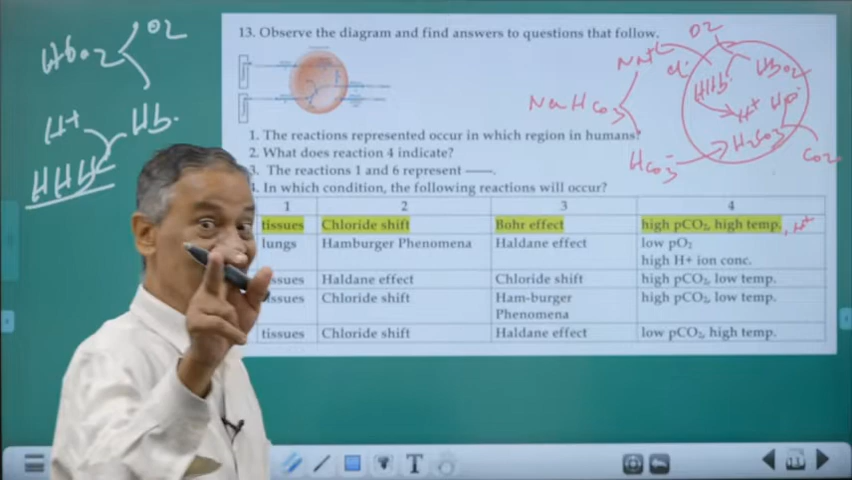 HbO2
O2
H+
Hb.
HHb
13. Observe the diagram and find answers to questions that follow.
1. The reactions represented occur in which region in humans?
2. What does reaction 4 indicate?
3. The reactions 1 and 6 represent ——.
4. In which condition, the following reactions will occur?
1 2 3 4
tissues Chloride shift Bohr effect high pCO2, high temp. , H+
lungs Hamburger Phenomena Haldane effect low pO2
high H+ ion conc.
issues Haldane effect Chloride shift high pCO2, low temp.
issues Chloride shift Ham-burger Phenomena high pCO2, low temp.
tissues Chloride shift Haldane effect low pCO2, high temp.
O2
Na+
Cl-
HbO2
HHb
H+
NaHCO3
H2CO3
HCO3-
CO2
T
11